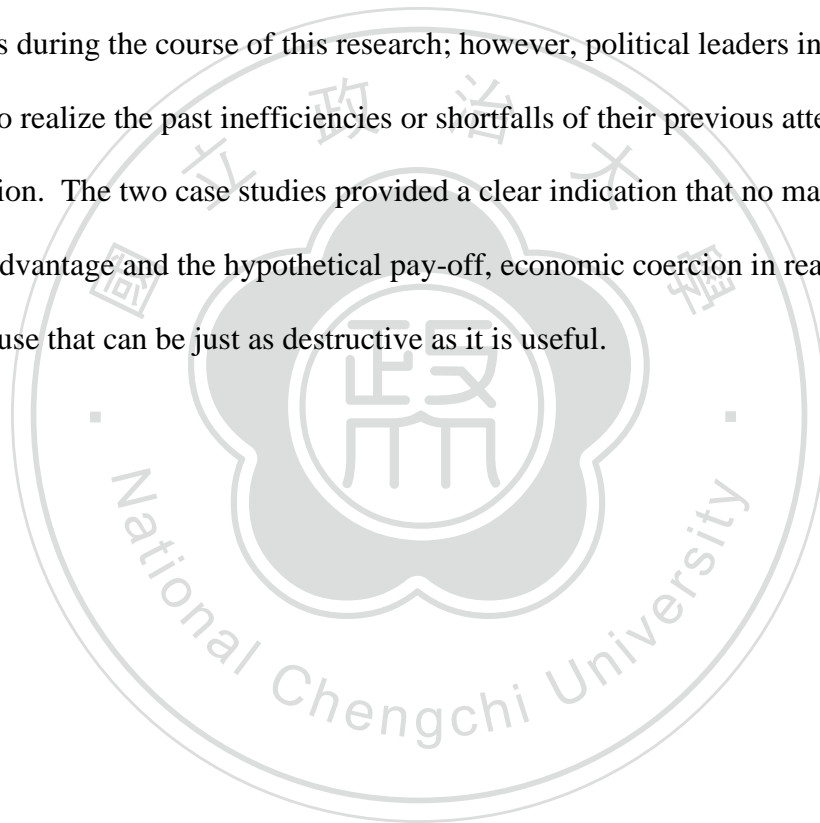 s during the course of this research; however, political leaders in
o realize the past inefficiencies or shortfalls of their previous atte
ion. The two case studies provided a clear indication that no ma
dvantage and the hypothetical pay-off, economic coercion in rea
use that can be just as destructive as it is useful.
國立政治大學
政
National Chengchi University